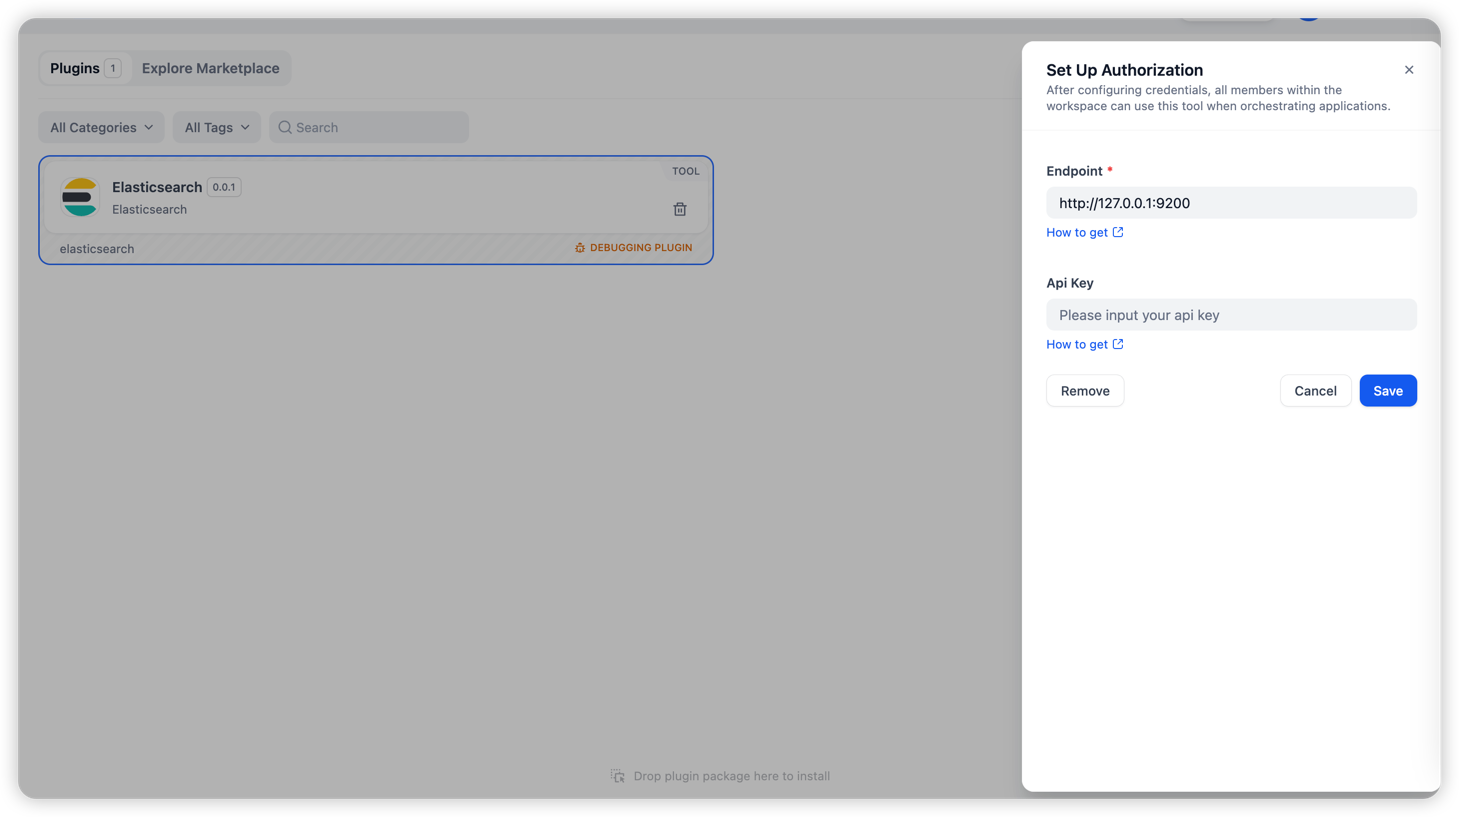 Plugins 1
Explore Marketplace
All Categories
All Tags
Search
TOOL
Elasticsearch 0.0.1
Elasticsearch
elasticsearch
DEBUGGING PLUGIN
Drop plugin package here to install
Set Up Authorization
After configuring credentials, all members within the
workspace can use this tool when orchestrating applications.
Endpoint *
http://127.0.0.1:9200
How to get
Api Key
Please input your api key
How to get
Remove
Cancel
Save